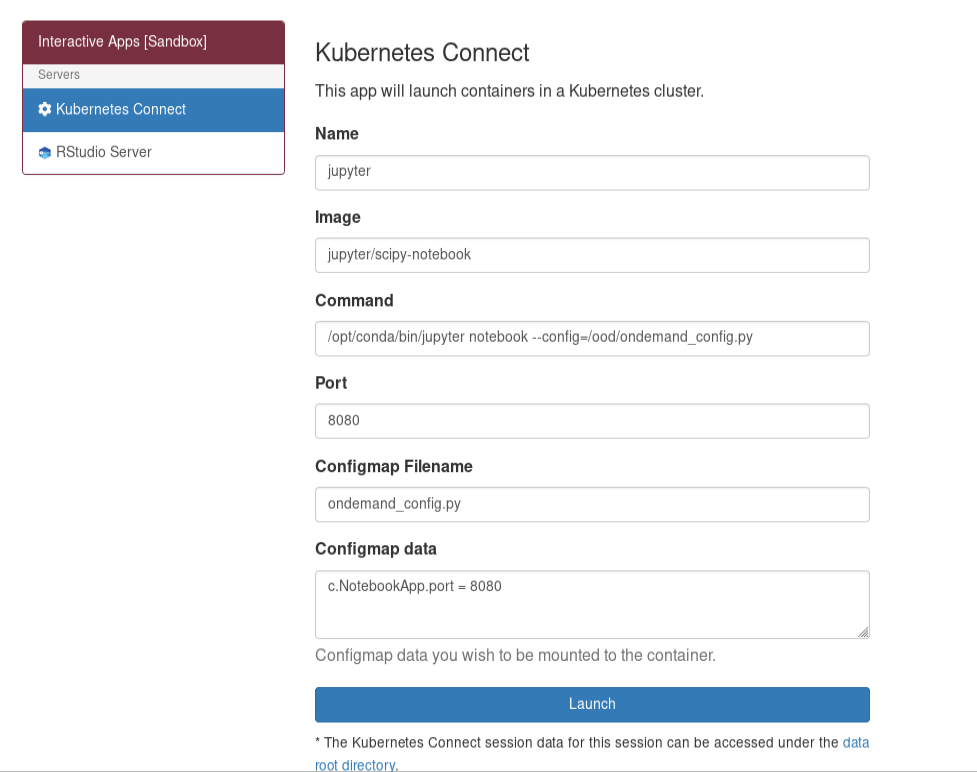 Interactive Apps [Sandbox]
Servers
Kubernetes Connect
RStudio Server
Kubernetes Connect
This app will launch containers in a Kubernetes cluster.
Name
jupyter
Image
jupyter/scipy-notebook
Command
/opt/conda/bin/jupyter notebook --config=/ood/ondemand_config.py
Port
8080
Configmap Filename
ondemand_config.py
Configmap data
c.NotebookApp.port = 8080
Configmap data you wish to be mounted to the container.
Launch
* The Kubernetes Connect session data for this session can be accessed under the data
root directory.